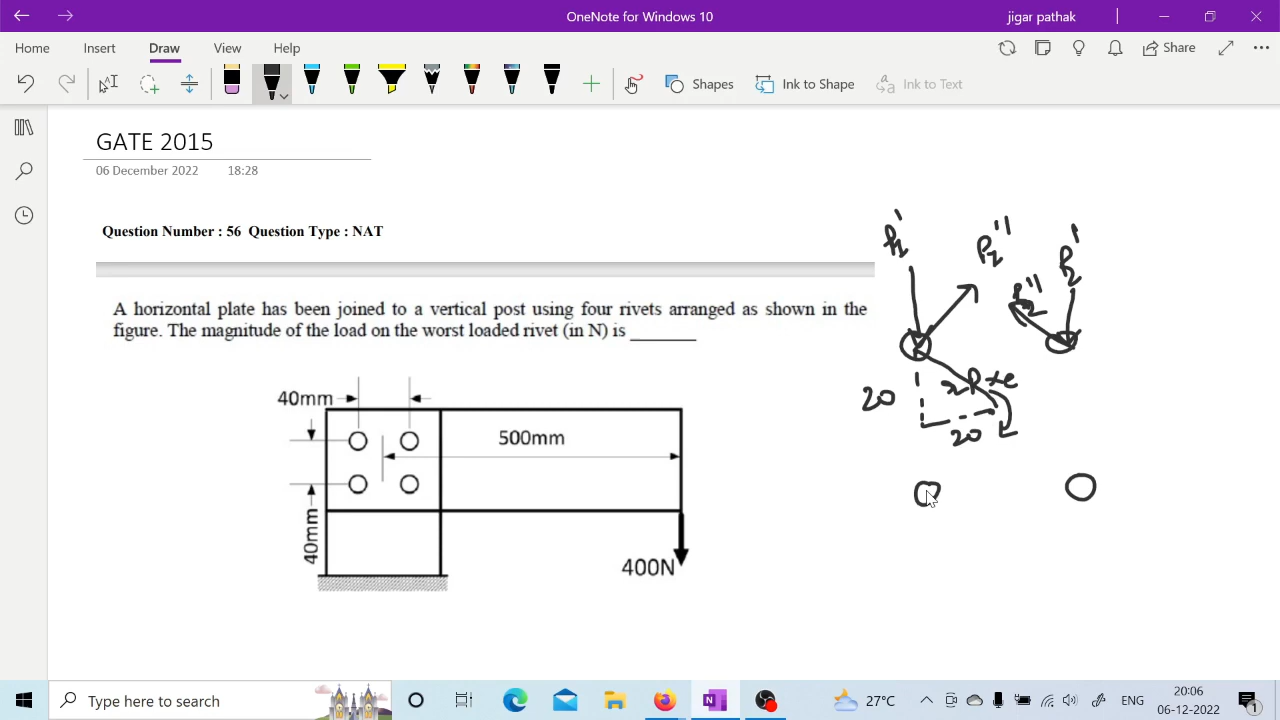 OneNote for Windows 10
jigar pathak
Home Insert Draw View Help
Share
Shapes
Ink to Shape
Ink to Text
GATE 2015
06 December 2022 18:28
Question Number : 56 Question Type : NAT
A horizontal plate has been joined to a vertical post using four rivets arranged as shown in the
figure. The magnitude of the load on the worst loaded rivet (in N) is
40mm
500mm
40mm
400N
20
20
Type here to search
27°C
ENG
20:06
06-12-2022
1